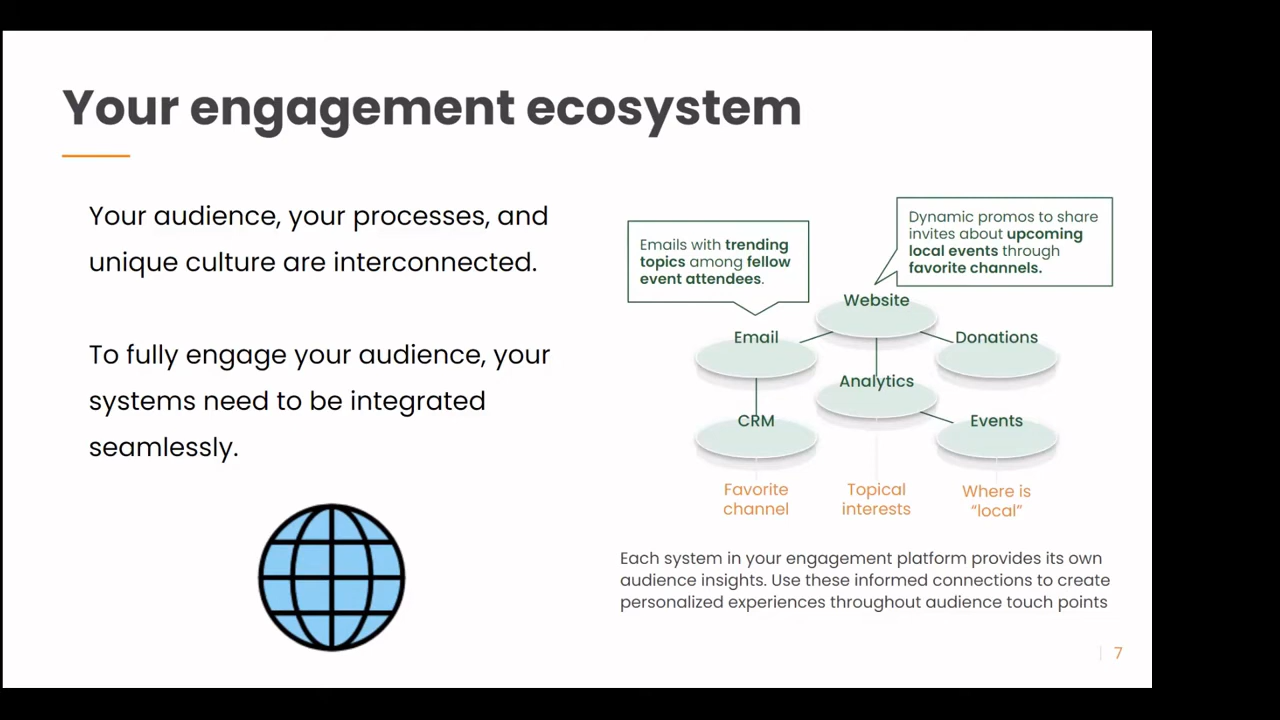 Your engagement ecosystem
Your audience, your processes, and
unique culture are interconnected.
To fully engage your audience, your
systems need to be integrated
seamlessly.
Emails with trending
topics among fellow
event attendees.
Dynamic promos to share
invites about upcoming
local events through
favorite channels.
Website
Email
Donations
Analytics
CRM
Events
Favorite
channel
Topical
interests
Where is
“local”
Each system in your engagement platform provides its own
audience insights. Use these informed connections to create
personalized experiences throughout audience touch points
7